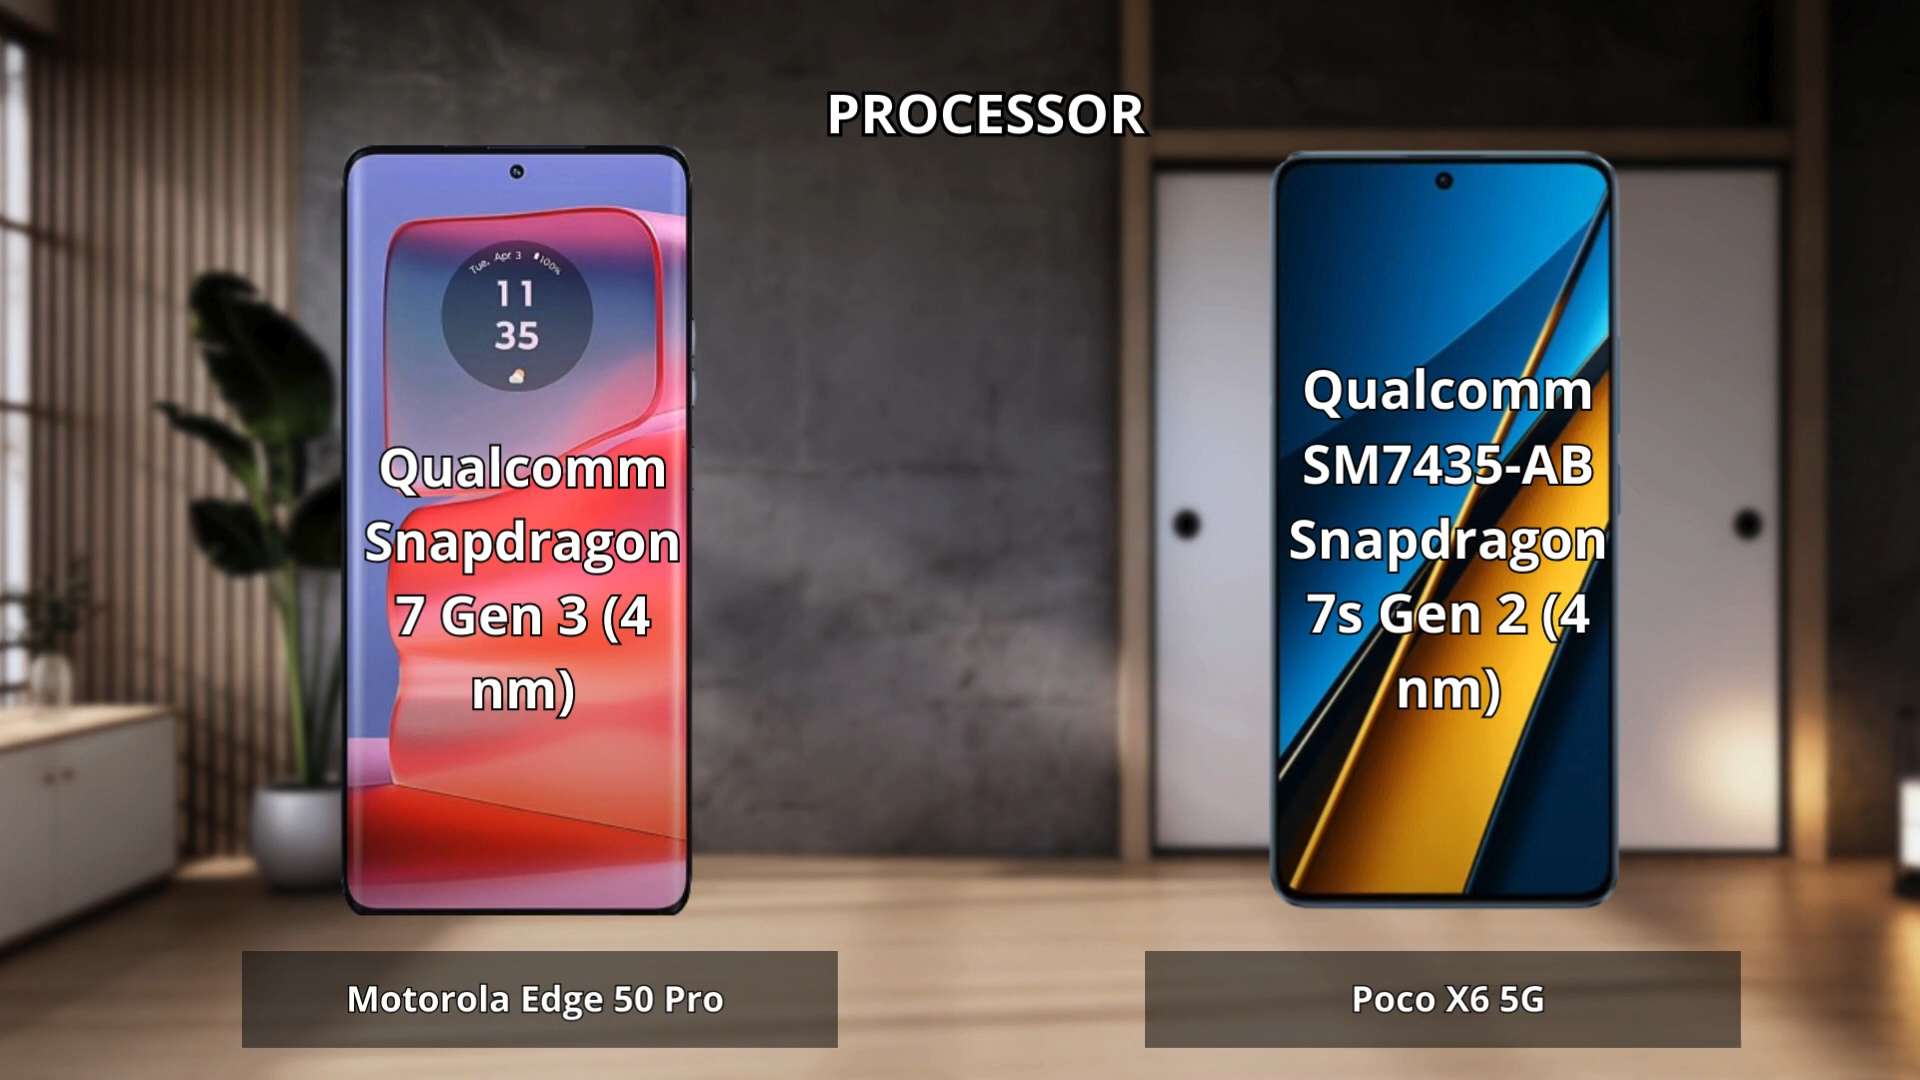 PROCESSOR
Tue, Apr 3 100%
11
35
Qualcomm
Snapdragon
7 Gen 3 (4
nm)
Qualcomm
SM7435-AB
Snapdragon
7s Gen 2 (4
nm)
Motorola Edge 50 Pro
Poco X6 5G